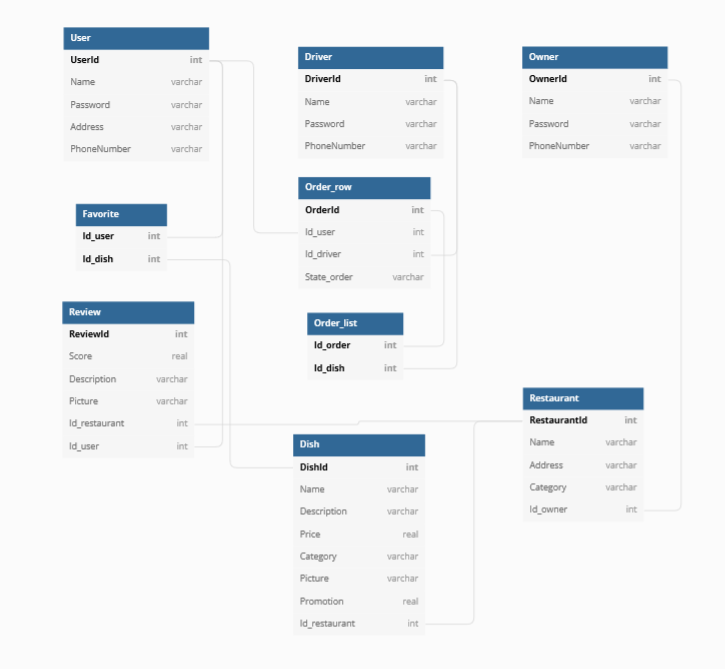 User
UserId int
Name varchar
Password varchar
Address varchar
PhoneNumber varchar
Driver
DriverId int
Name varchar
Password varchar
PhoneNumber varchar
Owner
OwnerId int
Name varchar
Password varchar
PhoneNumber varchar
Order_row
OrderId int
Id_user int
Id_driver int
State_order varchar
Favorite
Id_user int
Id_dish int
Review
ReviewId int
Score real
Description varchar
Picture varchar
Id_restaurant int
Id_user int
Order_list
Id_order int
Id_dish int
Restaurant
RestaurantId int
Name varchar
Address varchar
Category varchar
Id_owner int
Dish
DishId int
Name varchar
Description varchar
Price real
Category varchar
Picture varchar
Promotion real
Id_restaurant int